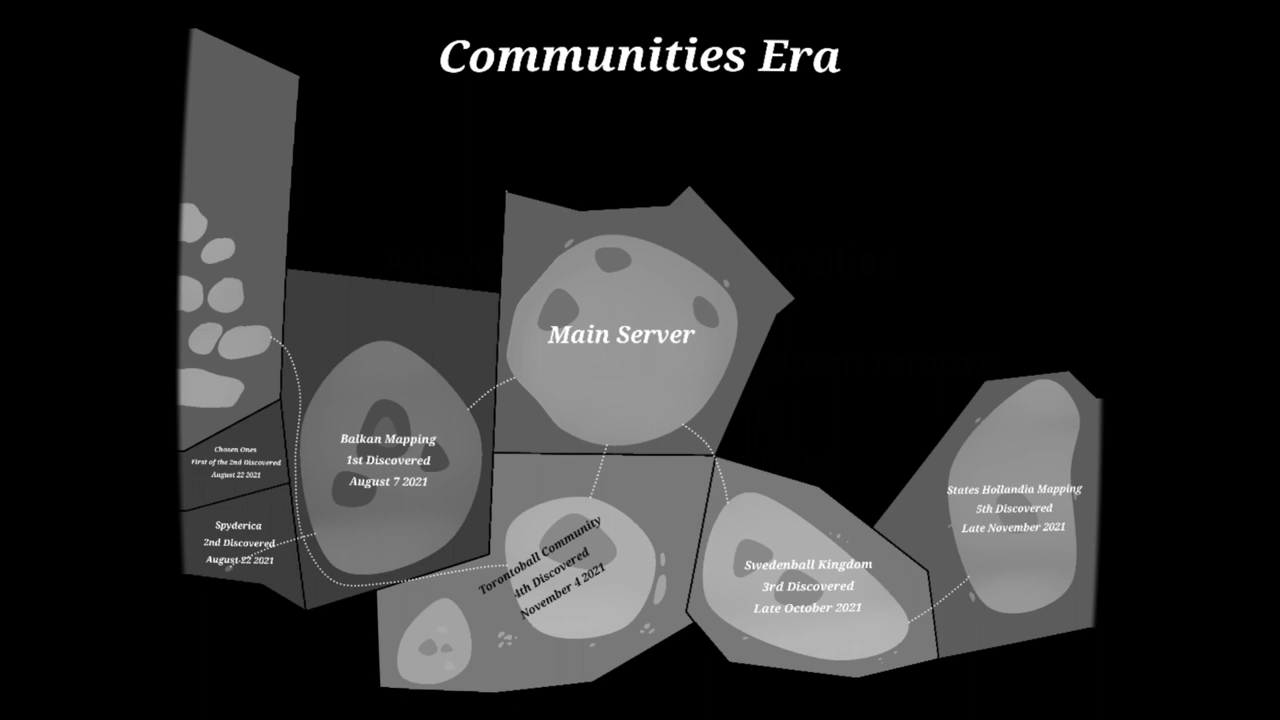 Communities Era
Main Server
Balkan Mapping
1st Discovered
August 7 2021
Chosen Ones
First of the 2nd Discovered
August 22 2021
Spyderica
2nd Discovered
August 22 2021
Torontoball Community
4th Discovered
November 4 2021
Swedenball Kingdom
3rd Discovered
Late October 2021
States Hollandia Mapping
5th Discovered
Late November 2021